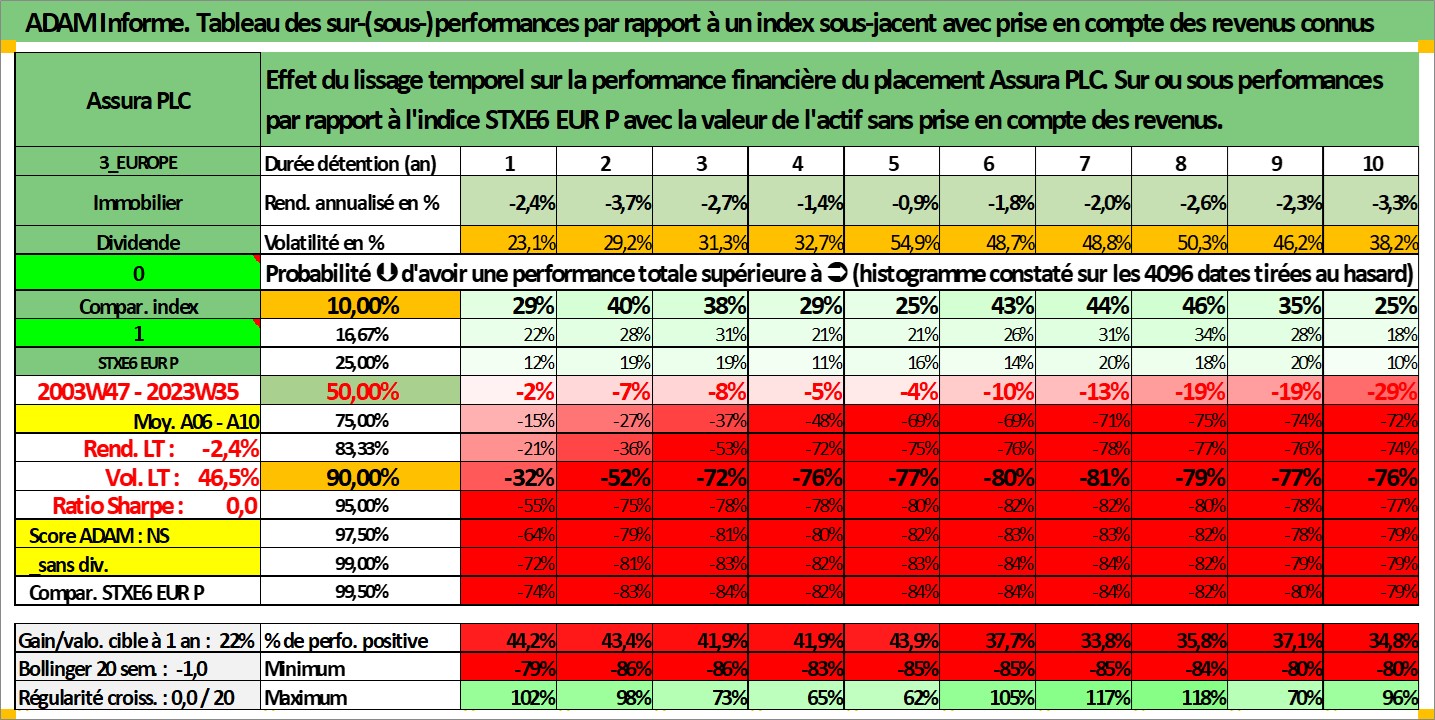 ADAM Informe. Tableau des sur-(sous-)performances par rapport à un index sous-jacent avec prise en compte des revenus connus
Assura PLC
Effet du lissage temporel sur la performance financière du placement Assura PLC. Sur ou sous performances
par rapport à l'indice STXE6 EUR P avec la valeur de l'actif sans prise en compte des revenus.
3_EUROPE Durée détention (an) 1 2 3 4 5 6 7 8 9 10
Immobilier Rend. annualisé en % -2,4% -3,7% -2,7% -1,4% -0,9% -1,8% -2,0% -2,6% -2,3% -3,3%
Dividende Volatilité en % 23,1% 29,2% 31,3% 32,7% 54,9% 48,7% 48,8% 50,3% 46,2% 38,2%
0 Probabilité ⮋ d'avoir une performance totale supérieure à ⮊ (histogramme constaté sur les 4096 dates tirées au hasard)
Compar. index 10,00% 29% 40% 38% 29% 25% 43% 44% 46% 35% 25%
1 16,67% 22% 28% 31% 21% 21% 26% 31% 34% 28% 18%
STXE6 EUR P 25,00% 12% 19% 19% 11% 16% 14% 20% 18% 20% 10%
2003W47 - 2023W35 50,00% -2% -7% -8% -5% -4% -10% -13% -19% -19% -29%
Moy. A06 - A10 75,00% -15% -27% -37% -48% -69% -69% -71% -75% -74% -72%
Rend. LT : -2,4% 83,33% -21% -36% -53% -72% -75% -76% -78% -77% -76% -74%
Vol. LT : 46,5% 90,00% -32% -52% -72% -76% -77% -80% -81% -79% -77% -76%
Ratio Sharpe : 0,0 95,00% -55% -75% -78% -78% -80% -82% -82% -80% -78% -77%
Score ADAM : NS 97,50% -64% -79% -81% -80% -82% -83% -83% -82% -78% -79%
_sans div. 99,00% -72% -81% -83% -82% -83% -84% -84% -82% -79% -79%
Compar. STXE6 EUR P 99,50% -74% -83% -84% -82% -84% -84% -84% -82% -80% -79%
Gain/valo. cible à 1 an : 22% % de perfo. positive 44,2% 43,4% 41,9% 41,9% 43,9% 37,7% 33,8% 35,8% 37,1% 34,8%
Bollinger 20 sem. : -1,0 Minimum -79% -86% -86% -83% -85% -85% -85% -84% -80% -80%
Régularité croiss. : 0,0 / 20 Maximum 102% 98% 73% 65% 62% 105% 117% 118% 70% 96%